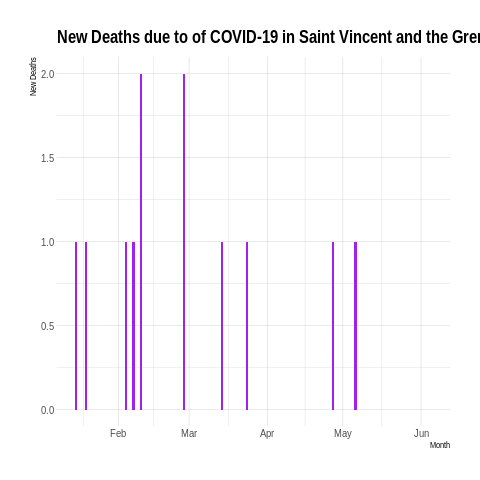 New Deaths due to of COVID-19 in Saint Vincent and the Gren
New Deaths
2.0
1.5
1.0
0.5
0.0
Feb Mar Apr May Jun
Month